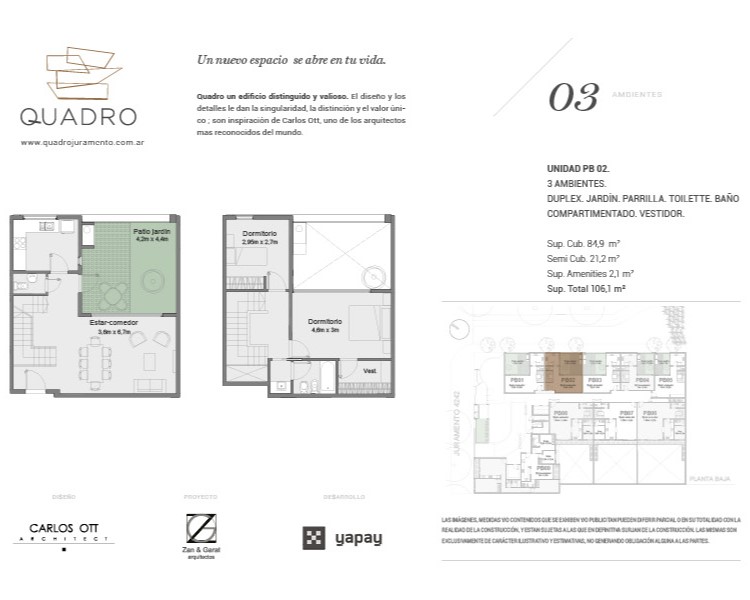 QUADRO
www.quadrojuramento.com.ar
Un nuevo espacio se abre en tu vida.
Quadro un edificio distinguido y valioso. El diseño y los
detalles le dan la singularidad, la distinción y el valor úni-
co ; son inspiración de Carlos Ott, uno de los arquitectos
mas reconocidos del mundo.
03
AMBIENTES
UNIDAD PB 02.
3 AMBIENTES.
DUPLEX. JARDÍN. PARRILLA. TOILETTE. BAÑO
COMPARTIMENTADO. VESTIDOR.
Sup. Cub. 84,9 m²
Semi Cub. 21,2 m²
Sup. Amenities 2,1 m²
Sup. Total 106,1 m²
Patio jardín
4,2m x 4,4m
Estar-comedor
3,6m x 6,7m
Dormitorio
2,95m x 2,7m
Dormitorio
4,6m x 3m
Vest.
PB01
PB02
PB03
PB04
PB05
PB06
PB07
PB08
JURAMENTO 4242
PLANTA BAJA
DISEÑO
CARLOS OTT
ARCHITECT
PROYECTO
Zan & Garat
arquitectos
DESARROLLO
yapay
LAS IMÁGENES, MEDIDAS Y/O CONTENIDOS QUE SE EXHIBEN Y/O PUBLICITAN PUEDEN DIFERIR PARCIAL O EN SU TOTALIDAD CON LA
REALIDAD DE LA CONSTRUCCIÓN, Y ESTAN SUJETAS A LAS QUE EN DEFINITIVA SURJAN DE LA CONSTRUCCIÓN. LAS MISMAS SON
EXCLUSIVAMENTE DE CARÁCTER ILUSTRATIVO Y ESTIMATIVAS, NO GENERANDO OBLIGACIÓN ALGUNA A LAS PARTES.